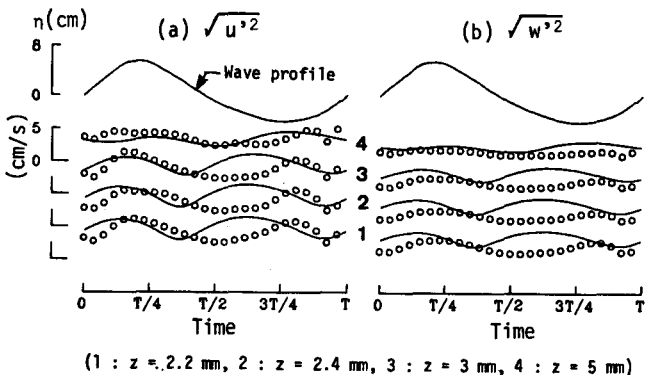 η(cm)
(a) √u'²
(b) √w'²
8
0
Wave profile
5
0
(cm/s)
4
3
2
1
0 T/4 T/2 3T/4 T
0 T/4 T/2 3T/4 T
Time
Time
(1 : z = 2.2 mm, 2 : z = 2.4 mm, 3 : z = 3 mm, 4 : z = 5 mm)